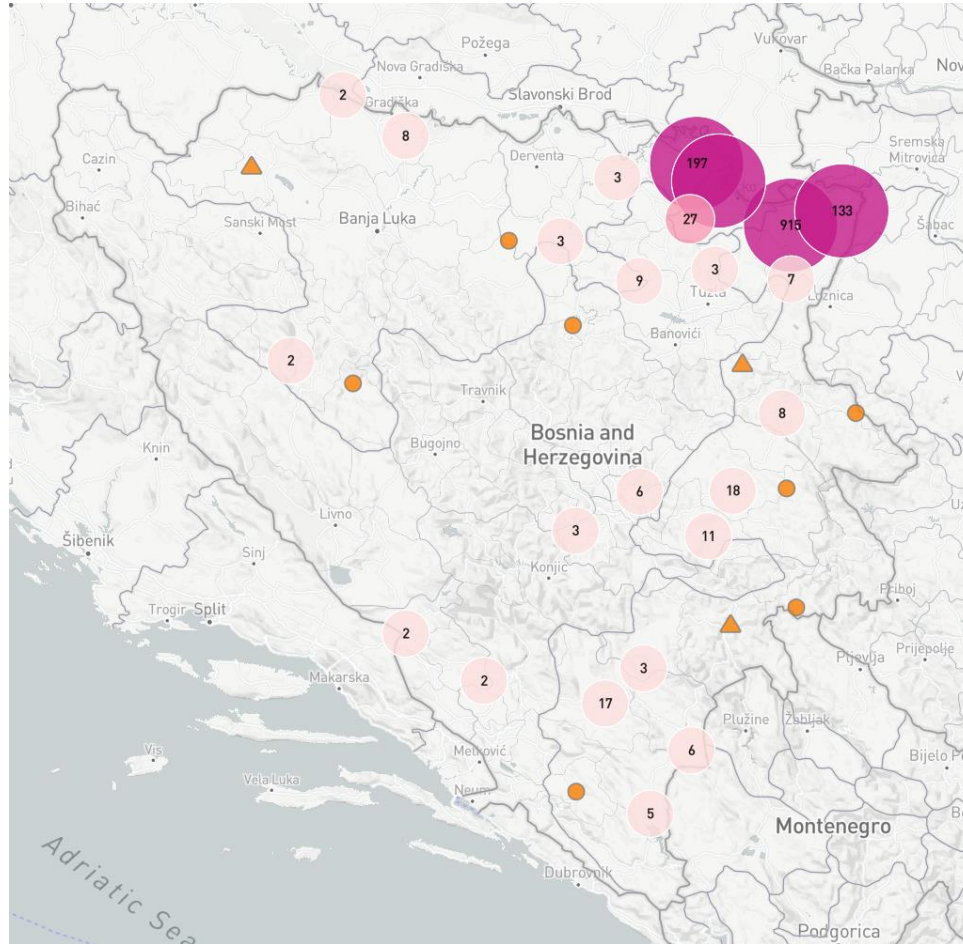 Požega
Vukovar
7
Nova Gradiška
Bačka Palanka
Nov
2
Gradiška
Slavonski Brod
8
Cazin
Derventa
197
Sremska
Mitrovica
3
Bihać
Sanski Most
Banja Luka
27
133
915
Šabac
3
3
9
7
Tuzla
Loznica
Banovići
2
Travnik
8
Bugojno
Bosnia and
Herzegovina
Knin
6
18
Livno
3
11
Šibenik
Sinj
Konjic
Priboj
Trogir
Split
2
Prijepolje
Pljevlja
3
Makarska
2
17
Plužine
Žabljak
Vis
Metković
6
Bijelo Po
Vela Luka
Neum
5
Montenegro
Dubrovnik
Adriatic Sea
Podgorica